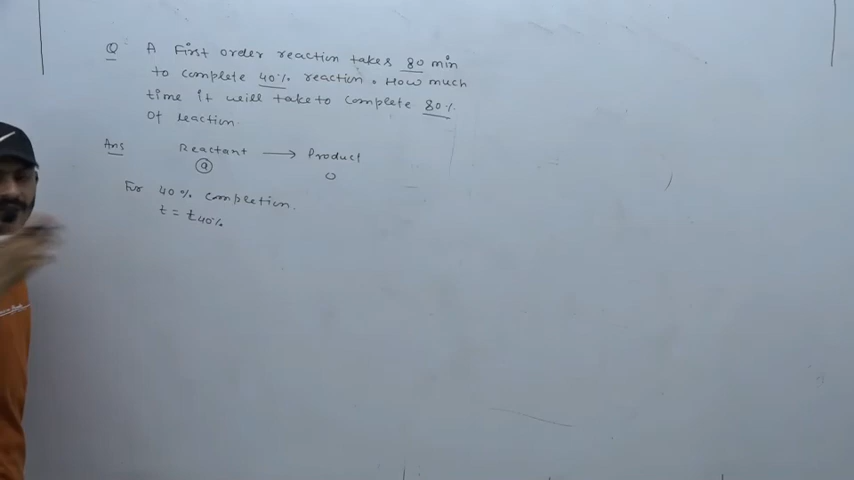 Q A First order reaction takes 80 min
to complete 40% reaction. How much
time it will take to complete 80%
of reaction.
Ans Reactant → Product
a 0
For 40% completion.
t = t40%